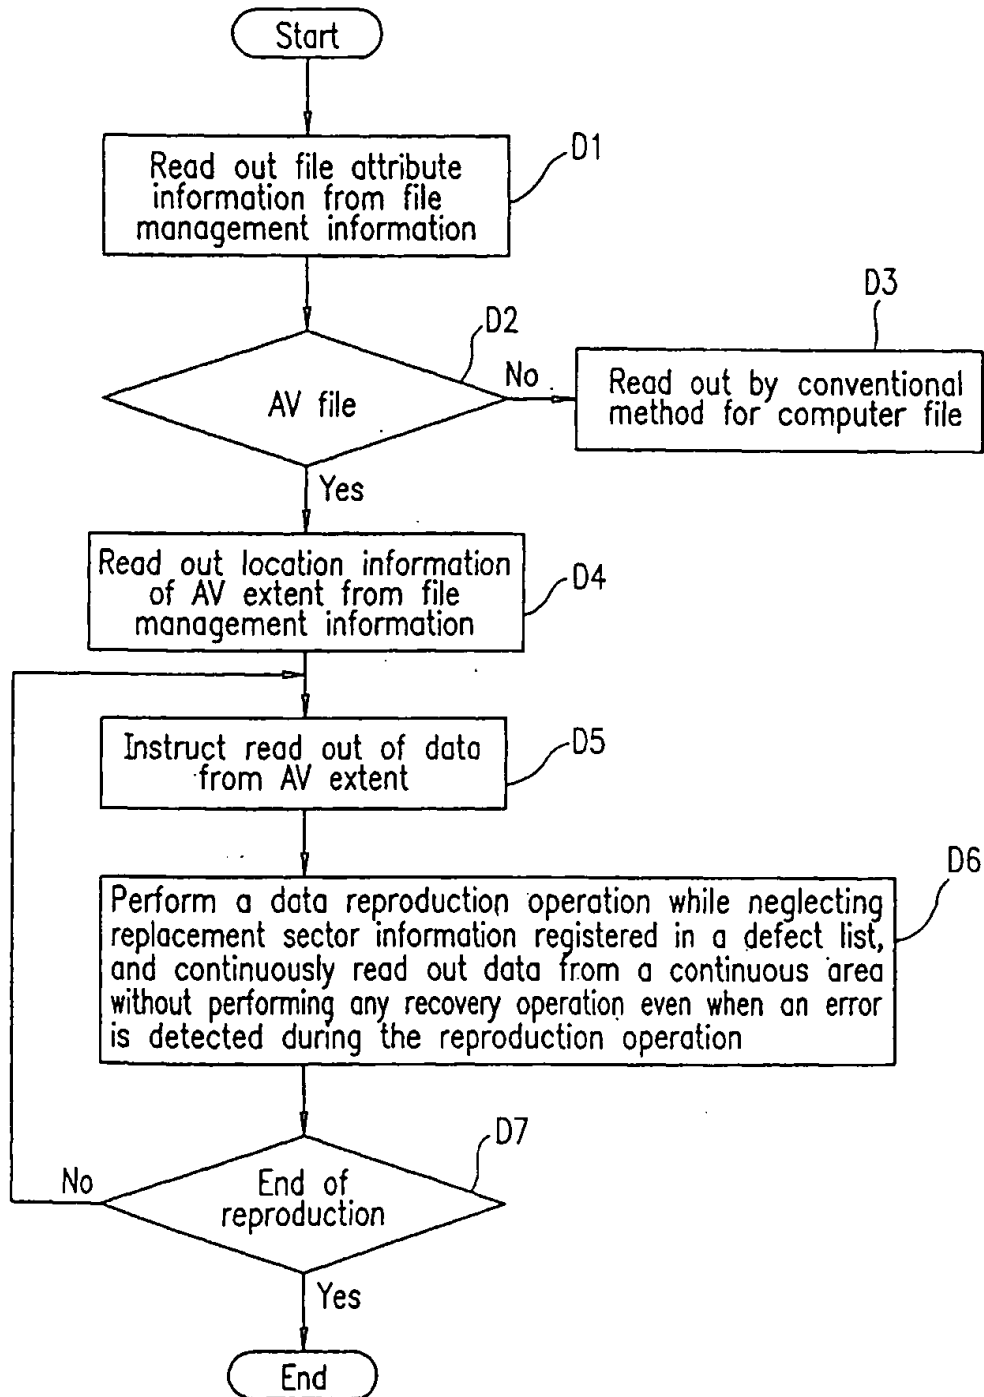 Start
D1
Read out file attribute
information from file
management information
D2
AV file
No
D3
Read out by conventional
method for computer file
Yes
Read out location information
of AV extent from file
management information
D4
Instruct read out of data
from AV extent
D5
D6
Perform a data reproduction operation while neglecting
replacement sector information registered in a defect list,
and continuously read out data from a continuous area
without performing any recovery operation even when an error
is detected during the reproduction operation
D7
No
End of
reproduction
Yes
End